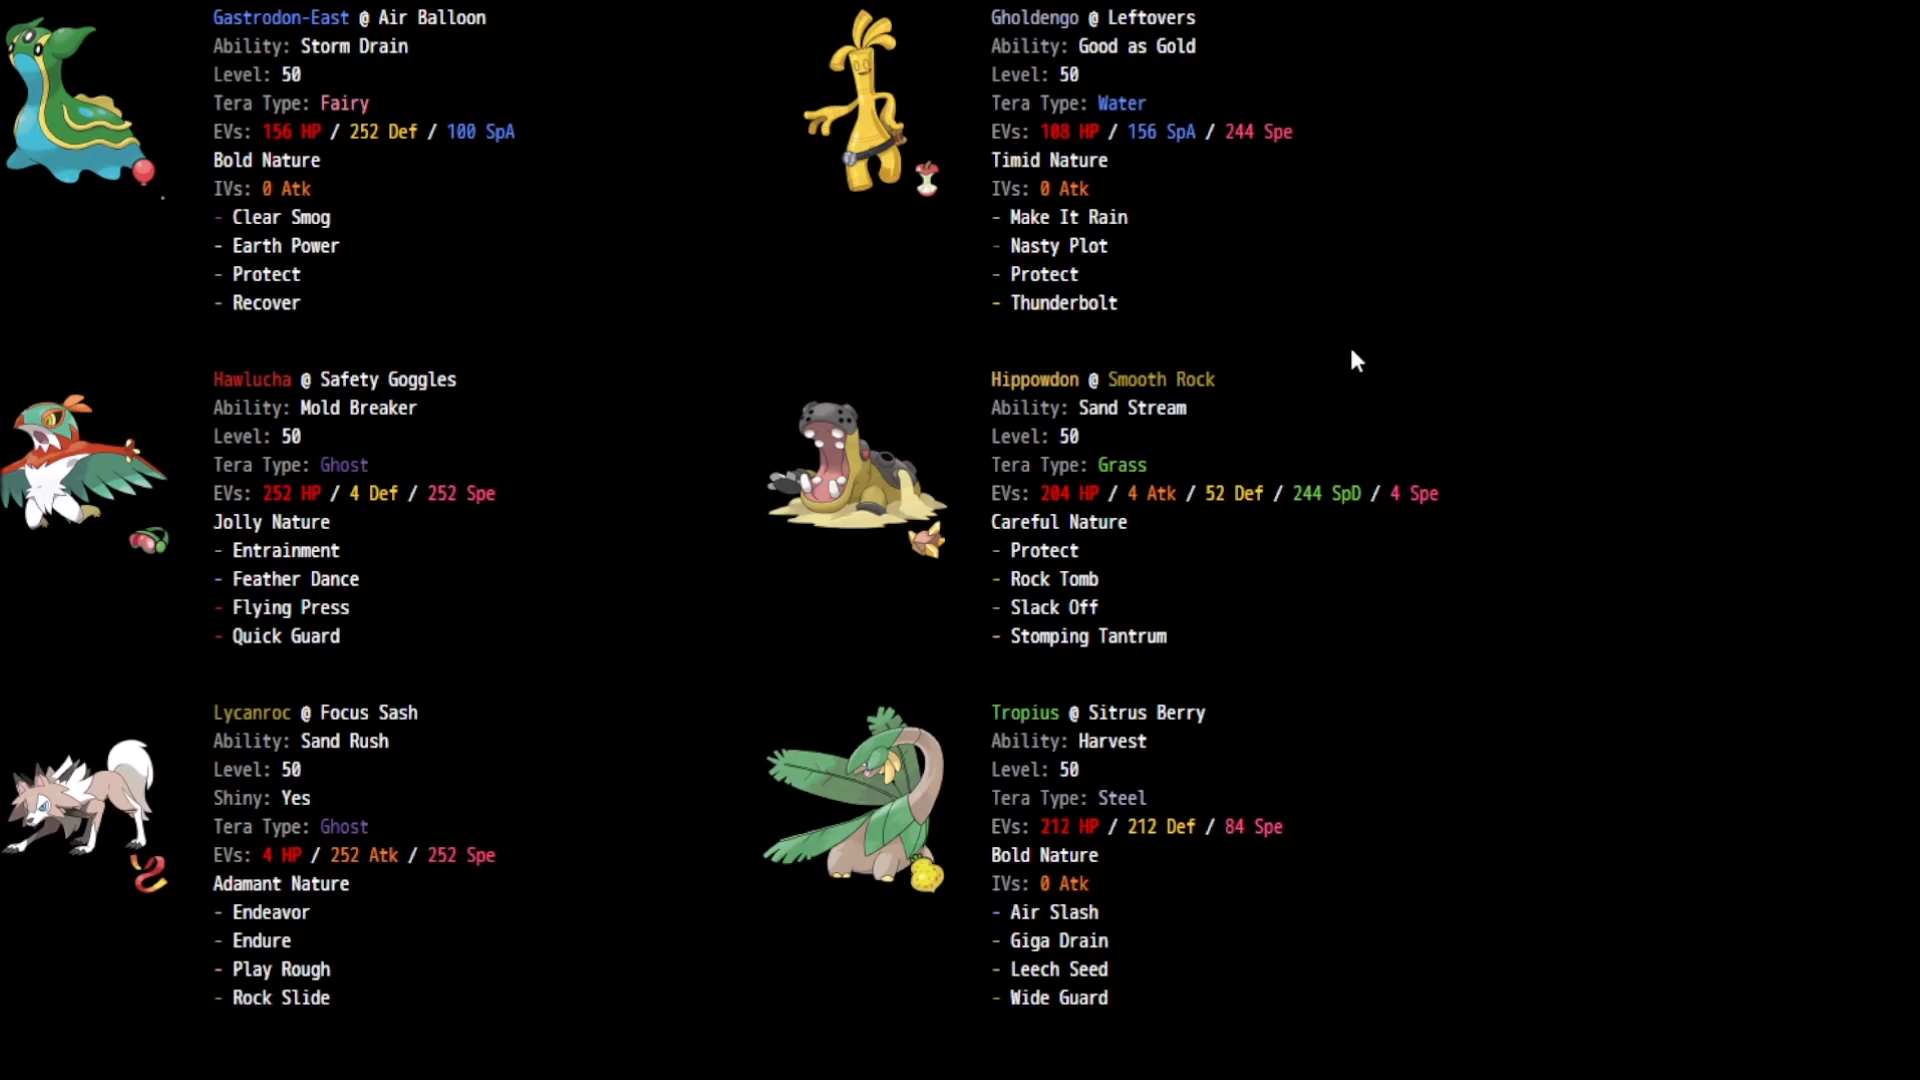 Gastrodon-East @ Air Balloon
Ability: Storm Drain
Level: 50
Tera Type: Fairy
EVs: 156 HP / 252 Def / 100 SpA
Bold Nature
IVs: 0 Atk
- Clear Smog
- Earth Power
- Protect
- Recover
Gholdengo @ Leftovers
Ability: Good as Gold
Level: 50
Tera Type: Water
EVs: 108 HP / 156 SpA / 244 Spe
Timid Nature
IVs: 0 Atk
- Make It Rain
- Nasty Plot
- Protect
- Thunderbolt
Hawlucha @ Safety Goggles
Ability: Mold Breaker
Level: 50
Tera Type: Ghost
EVs: 252 HP / 4 Def / 252 Spe
Jolly Nature
- Entrainment
- Feather Dance
- Flying Press
- Quick Guard
Hippowdon @ Smooth Rock
Ability: Sand Stream
Level: 50
Tera Type: Grass
EVs: 204 HP / 4 Atk / 52 Def / 244 SpD / 4 Spe
Careful Nature
- Protect
- Rock Tomb
- Slack Off
- Stomping Tantrum
Lycanroc @ Focus Sash
Ability: Sand Rush
Level: 50
Shiny: Yes
Tera Type: Ghost
EVs: 4 HP / 252 Atk / 252 Spe
Adamant Nature
- Endeavor
- Endure
- Play Rough
- Rock Slide
Tropius @ Sitrus Berry
Ability: Harvest
Level: 50
Tera Type: Steel
EVs: 212 HP / 212 Def / 84 Spe
Bold Nature
IVs: 0 Atk
- Air Slash
- Giga Drain
- Leech Seed
- Wide Guard